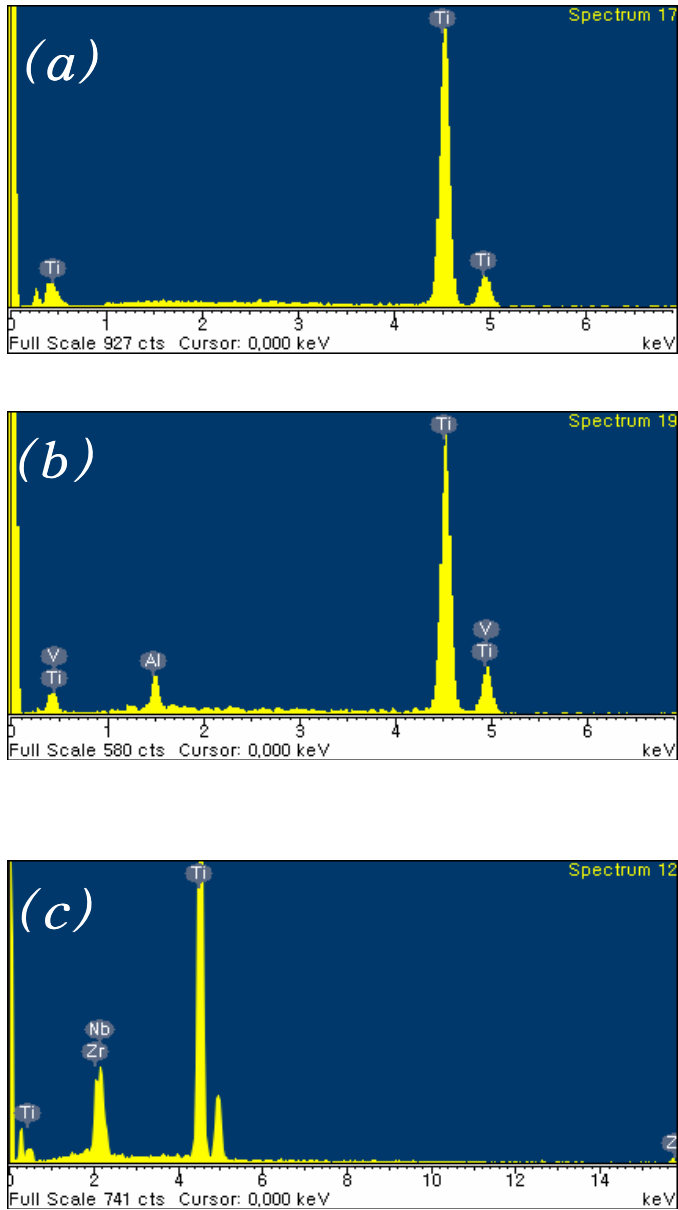 Spectrum 17
(a)
Ti
Ti
Ti
0 1 2 3 4 5 6
Full Scale 927 cts Cursor: 0,000 keV keV
Spectrum 19
(b)
Ti
V
Ti
Al
V
Ti
0 1 2 3 4 5 6
Full Scale 580 cts Cursor: 0,000 keV keV
Spectrum 12
(c)
Ti
Nb
Zr
Ti
Z
0 2 4 6 8 10 12 14
Full Scale 741 cts Cursor: 0,000 keV keV